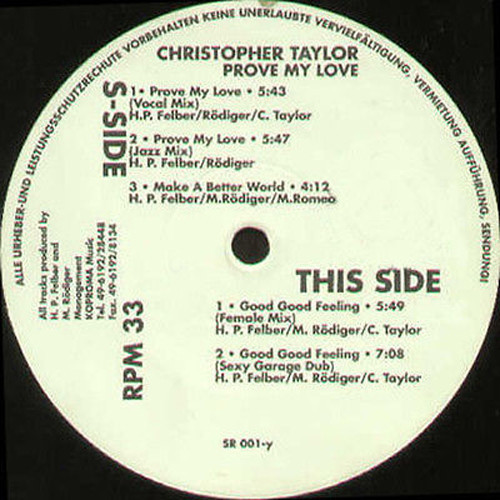 ALLE URHEBER-UND LEISTUNGSSCHUTZRECHTE VORBEHALTEN KEINE UNERLAUBTE VERVIELFÄLTIGUNG, VERMIETUNG AUFFÜHRUNG, SENDUNG!
CHRISTOPHER TAYLOR
PROVE MY LOVE
S-SIDE
1 • Prove My Love • 5:43
(Vocal Mix)
H.P. Felber/Rödiger/C. Taylor
2 • Provo My Love • 5:47
(Jazz Mix)
H. P. Felber/Rödiger
3 • Make A Better World • 4:12
H. P. Felber/M.Rödiger/M.Romeo
All tracks produced by
H. P. Felber and
M. Rödiger
Management
KOPROMA Music
Tel. 49-6192/28448
Fax. 49-6192/8134
RPM 33
THIS SIDE
1 • Good Good Feeling • 5:49
(Female Mix)
H. P. Felber/M. Rödiger/C. Taylor
2 • Good Good Feeling • 7:08
(Sexy Garage Dub)
H. P. Felber/M. Rödiger/C. Taylor
SR 001-y